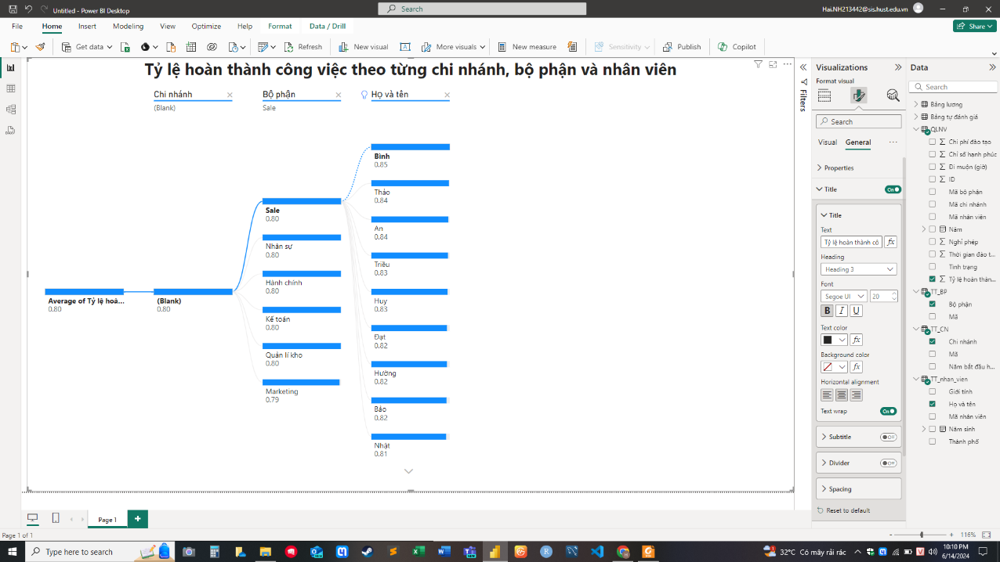 Untitled - Power BI Desktop
Search
Hai.NH213442@sis.hust.edu.vn
File Home Insert Modeling View Optimize Help Format Data / Drill
Share
Get data
Refresh
New visual
More visuals
New measure
Sensitivity
Publish
Copilot
Tỷ lệ hoàn thành công việc theo từng chi nhánh, bộ phận và nhân viên
Chi nhánh
(Blank)
Bộ phận
Sale
Họ và tên
Average of Tỷ lệ hoà...
0.80
(Blank)
0.80
Sale
0.80
Nhân sự
0.80
Hành chính
0.80
Kế toán
0.80
Quản lí kho
0.80
Marketing
0.79
Bình
0.85
Thảo
0.84
An
0.84
Triều
0.83
Huy
0.83
Đạt
0.82
Hường
0.82
Bảo
0.82
Nhật
0.81
Filters
Visualizations
Format visual
Search
Visual General
Properties
Title
On
Title
Text
Tỷ lệ hoàn thành cô
fx
Heading
Heading 3
Font
Segoe UI
20
B I U
Text color
fx
Background color
fx
Horizontal alignment
Text wrap
On
Subtitle
Off
Divider
Off
Spacing
Reset to default
Data
Search
Bảng lương
Bảng tự đánh giá
QLNV
Chi phí đào tạo
Chỉ số hạnh phúc
Đi muộn (giờ)
ID
Mã bộ phận
Mã chi nhánh
Mã nhân viên
Năm
Nghỉ phép
Thời gian đào t...
Tình trạng
Tỷ lệ hoàn thàn...
TT_BP
Bộ phận
Mã
TT_CN
Chi nhánh
Mã
Năm bắt đầu h...
TT_nhan_vien
Giới tính
Họ và tên
Mã nhân viên
Năm sinh
Thành phố
Page 1
Page 1 of 1
116%
Type here to search
32°C Có mây rải rác
10:10 PM
6/14/2024